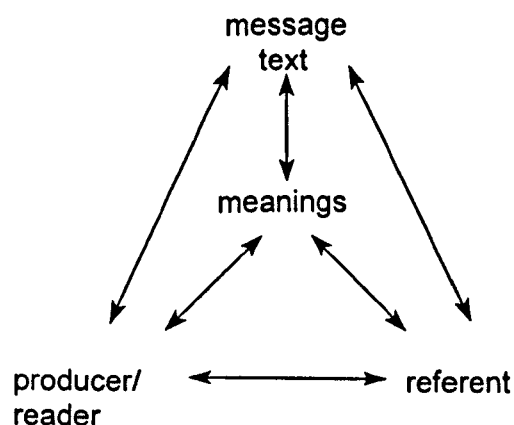 message
text
meanings
producer/
reader
referent